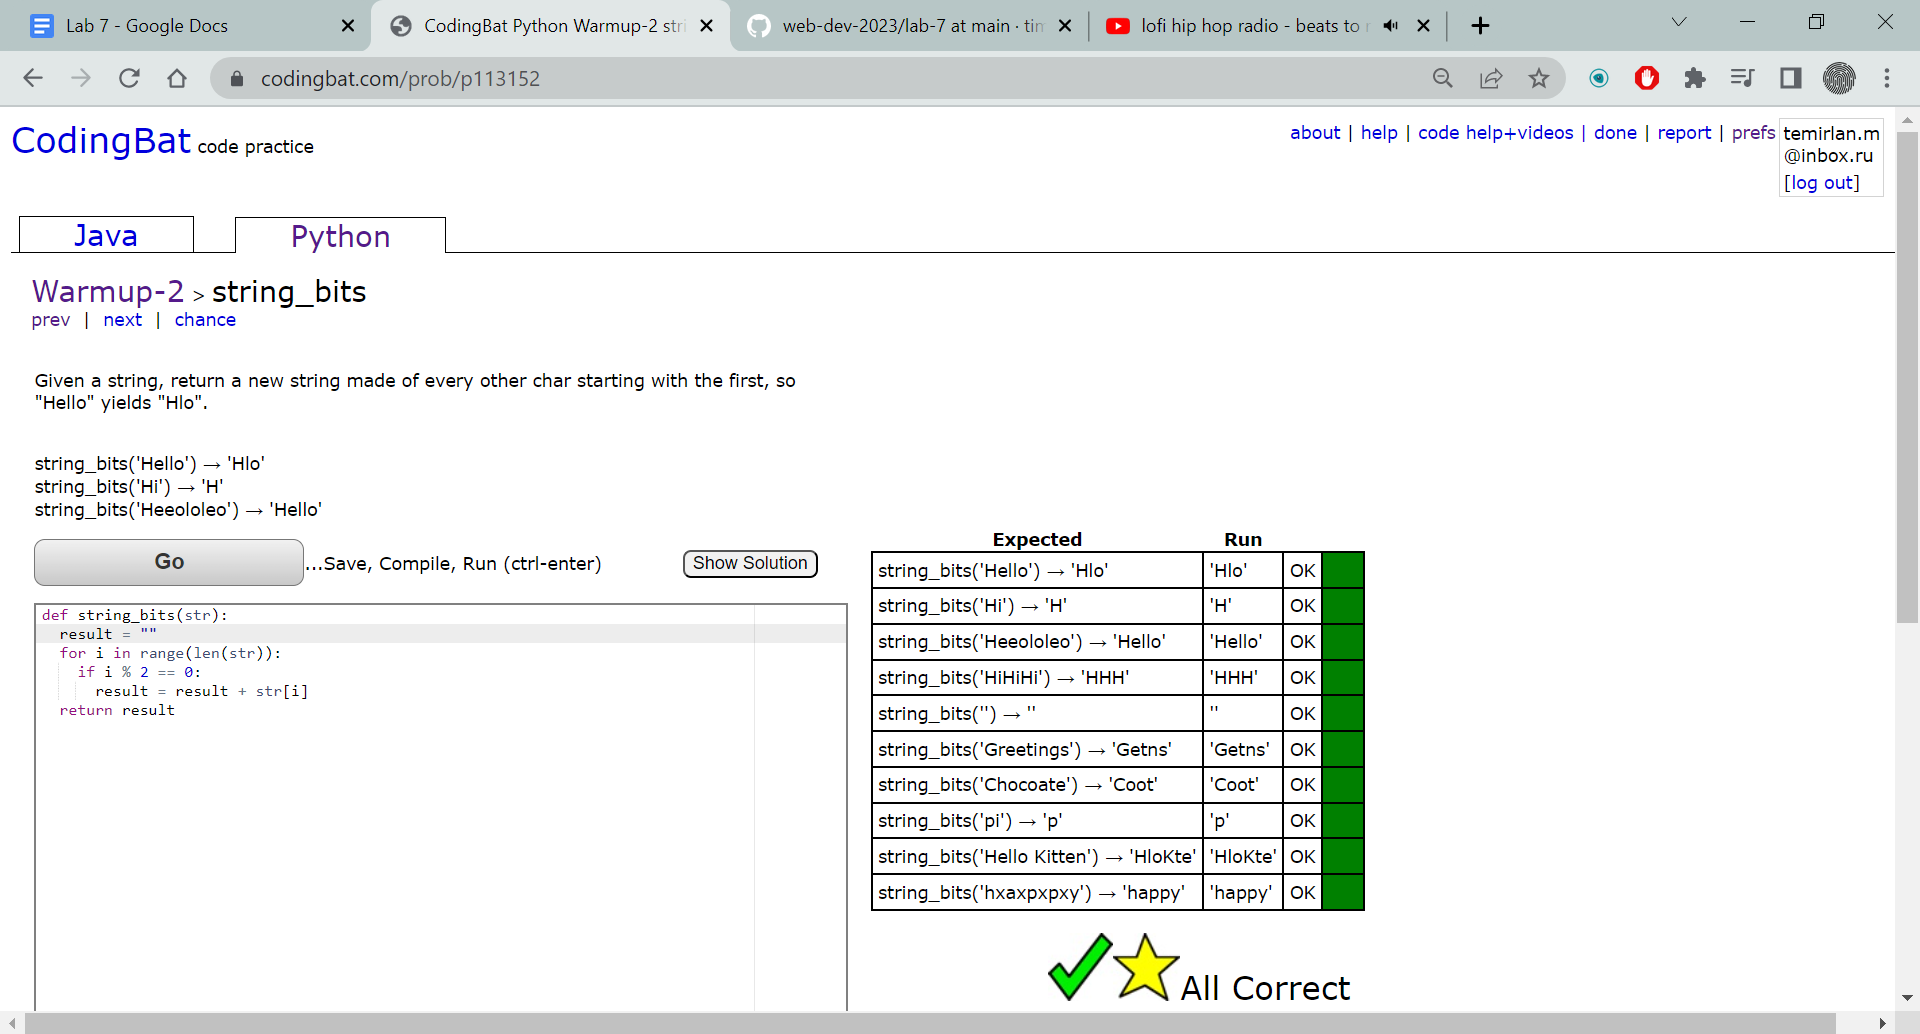 Lab 7 - Google Docs
CodingBat Python Warmup-2 stri
web-dev-2023/lab-7 at main · tim
lofi hip hop radio - beats to r
codingbat.com/prob/p113152
CodingBat code practice
about | help | code help+videos | done | report | prefs
temirlan.m
@inbox.ru
[log out]
Java
Python
Warmup-2 > string_bits
prev | next | chance
Given a string, return a new string made of every other char starting with the first, so
"Hello" yields "Hlo".
string_bits('Hello') → 'Hlo'
string_bits('Hi') → 'H'
string_bits('Heeololeo') → 'Hello'
Go ...Save, Compile, Run (ctrl-enter) Show Solution
def string_bits(str):
  result = ""
  for i in range(len(str)):
    if i % 2 == 0:
      result = result + str[i]
  return result
Expected Run
string_bits('Hello') → 'Hlo' 'Hlo' OK
string_bits('Hi') → 'H' 'H' OK
string_bits('Heeololeo') → 'Hello' 'Hello' OK
string_bits('HiHiHi') → 'HHH' 'HHH' OK
string_bits('') → '' '' OK
string_bits('Greetings') → 'Getns' 'Getns' OK
string_bits('Chocoate') → 'Coot' 'Coot' OK
string_bits('pi') → 'p' 'p' OK
string_bits('Hello Kitten') → 'HloKte' 'HloKte' OK
string_bits('hxaxpxpxy') → 'happy' 'happy' OK
All Correct